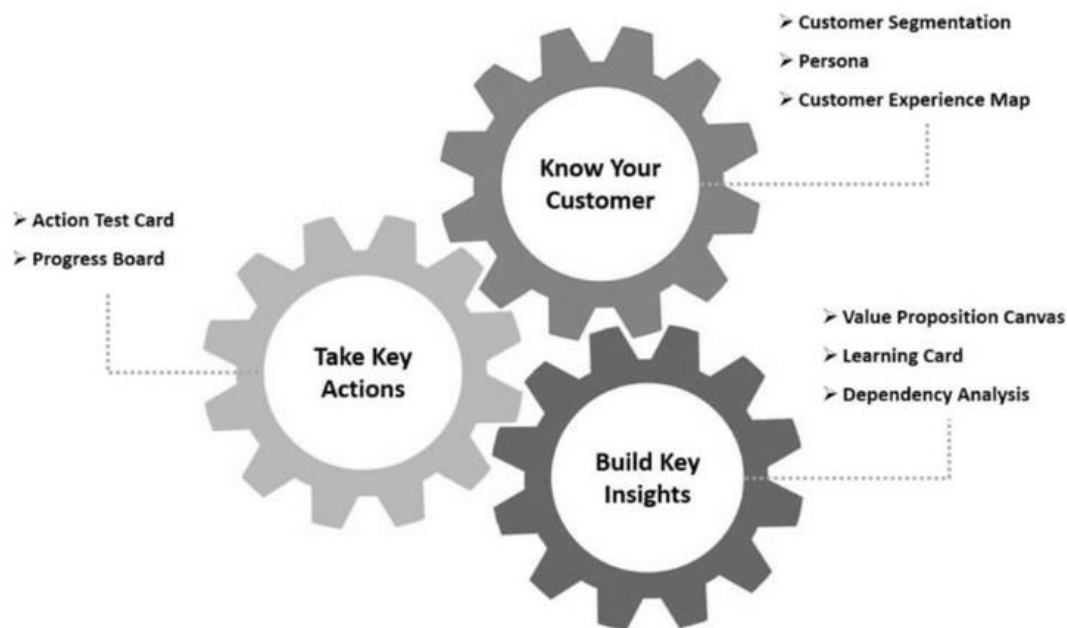 ➢ Customer Segmentation
➢ Persona
➢ Customer Experience Map
Know Your
Customer
➢ Action Test Card
➢ Progress Board
Take Key
Actions
➢ Value Proposition Canvas
➢ Learning Card
➢ Dependency Analysis
Build Key
Insights